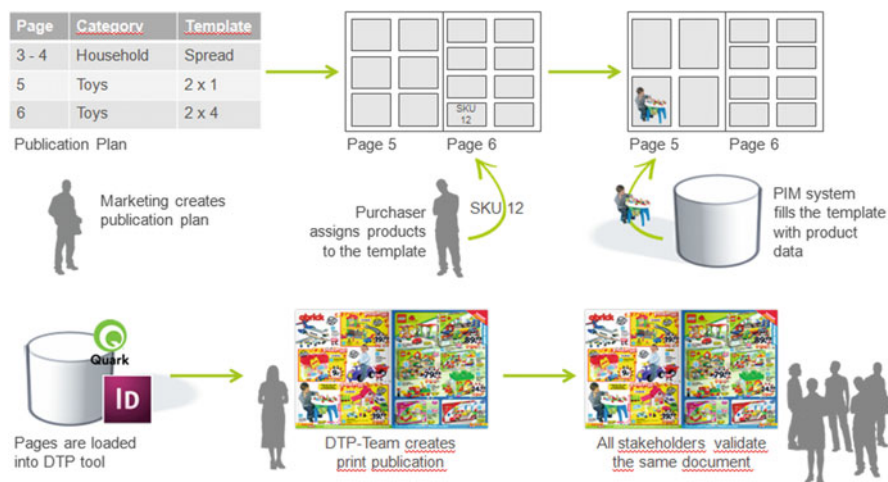 Page Category Template
3 - 4 Household Spread
5 Toys 2 x 1
6 Toys 2 x 4
Publication Plan
Marketing creates
publication plan
SKU
12
Page 5 Page 6
Purchaser
assigns products
to the template
SKU 12
Page 5 Page 6
PIM system
fills the template
with product
data
Quark
ID
Pages are loaded
into DTP tool
qbrick
DTP-Team creates
print publication
qbrick
All stakeholders validate
the same document